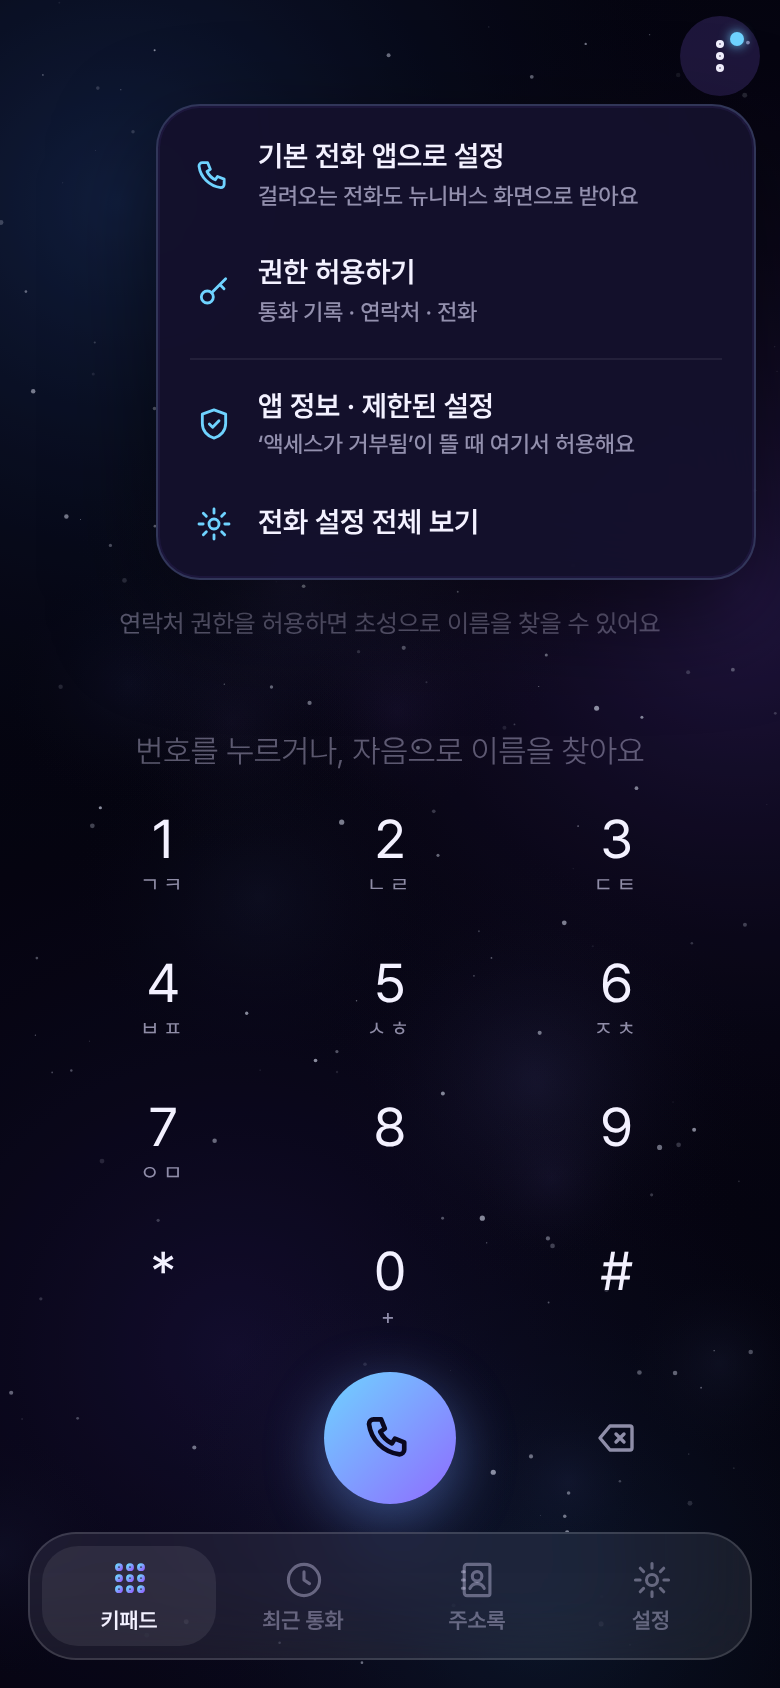 기본 전화 앱으로 설정
걸려오는 전화도 뉴니버스 화면으로 받아요
권한 허용하기
통화 기록 · 연락처 · 전화
앱 정보 · 제한된 설정
‘액세스가 거부됨’이 뜰 때 여기서 허용해요
전화 설정 전체 보기
연락처 권한을 허용하면 초성으로 이름을 찾을 수 있어요
번호를 누르거나, 자음으로 이름을 찾아요
1 2 3
ㄱㅋ ㄴㄹ ㄷㅌ
4 5 6
ㅂㅍ ㅅㅎ ㅈㅊ
7 8 9
ㅇㅁ
* 0 #
+
키패드 최근 통화 주소록 설정